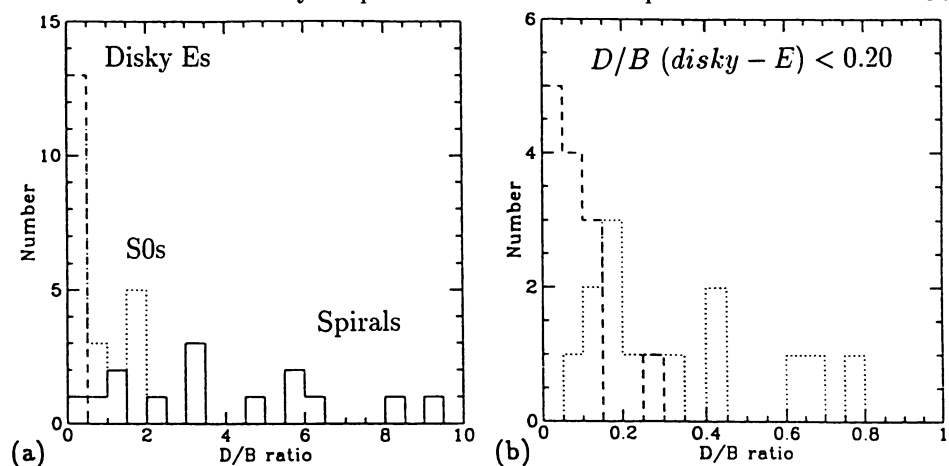 15
10
5
0
Number
Disky Es
S0s
Spirals
0 2 4 6 8 10
D/B ratio
(a)
6
4
2
0
Number
D/B (disky − E) < 0.20
0 0.2 0.4 0.6 0.8 1
D/B ratio
(b)